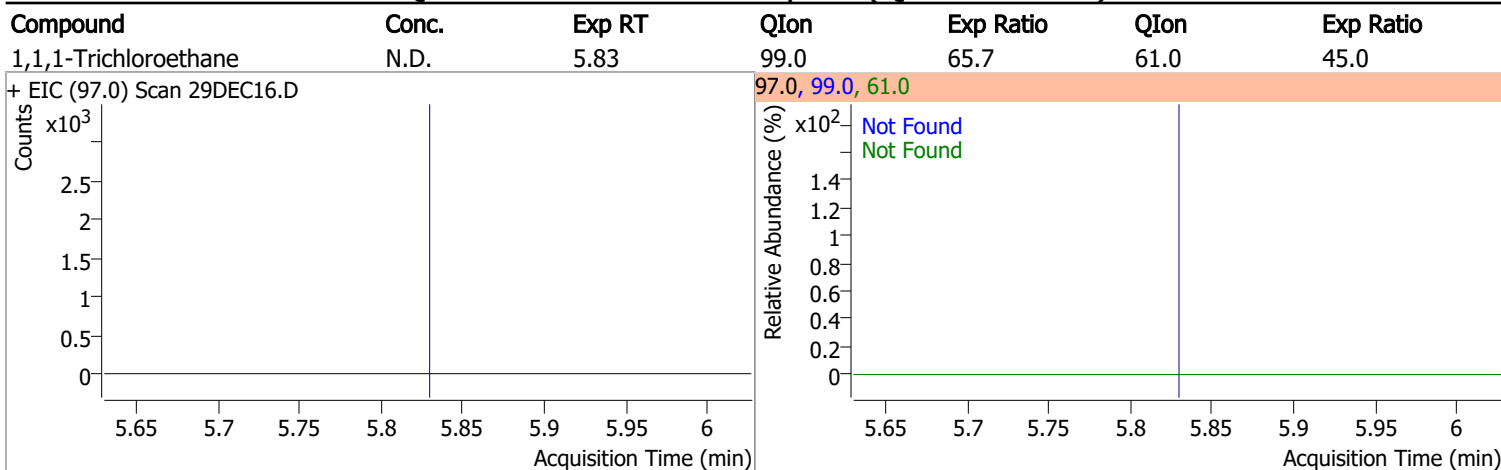 Compound Conc. Exp RT QIon Exp Ratio QIon Exp Ratio
1,1,1-Trichloroethane N.D. 5.83 99.0 65.7 61.0 45.0
+ EIC (97.0) Scan 29DEC16.D
Counts
x10³
2.5
2
1.5
1
0.5
0
5.65 5.7 5.75 5.8 5.85 5.9 5.95 6
Acquisition Time (min)
97.0, 99.0, 61.0
Relative Abundance (%)
x10²
Not Found
Not Found
1.4
1.2
1
0.8
0.6
0.4
0.2
0
5.65 5.7 5.75 5.8 5.85 5.9 5.95 6
Acquisition Time (min)